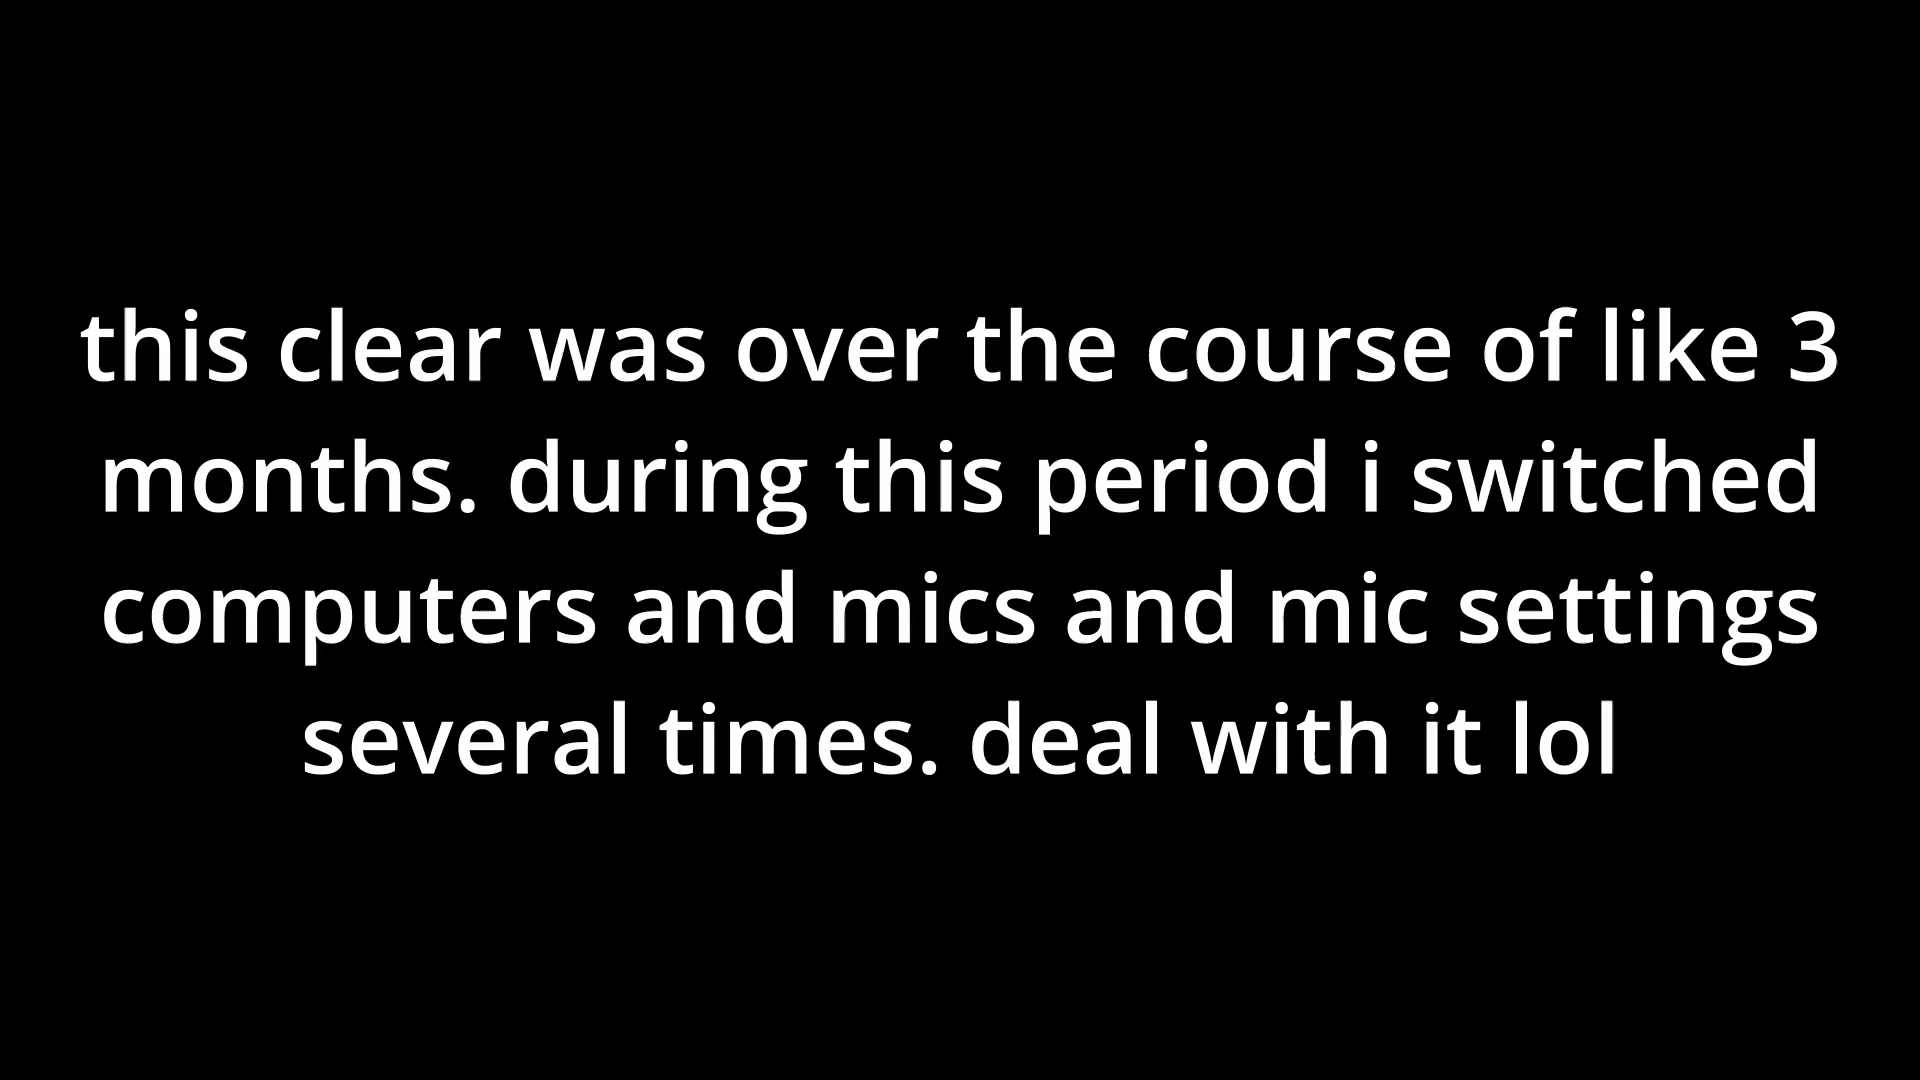 this clear was over the course of like 3
months. during this period i switched
computers and mics and mic settings
several times. deal with it lol